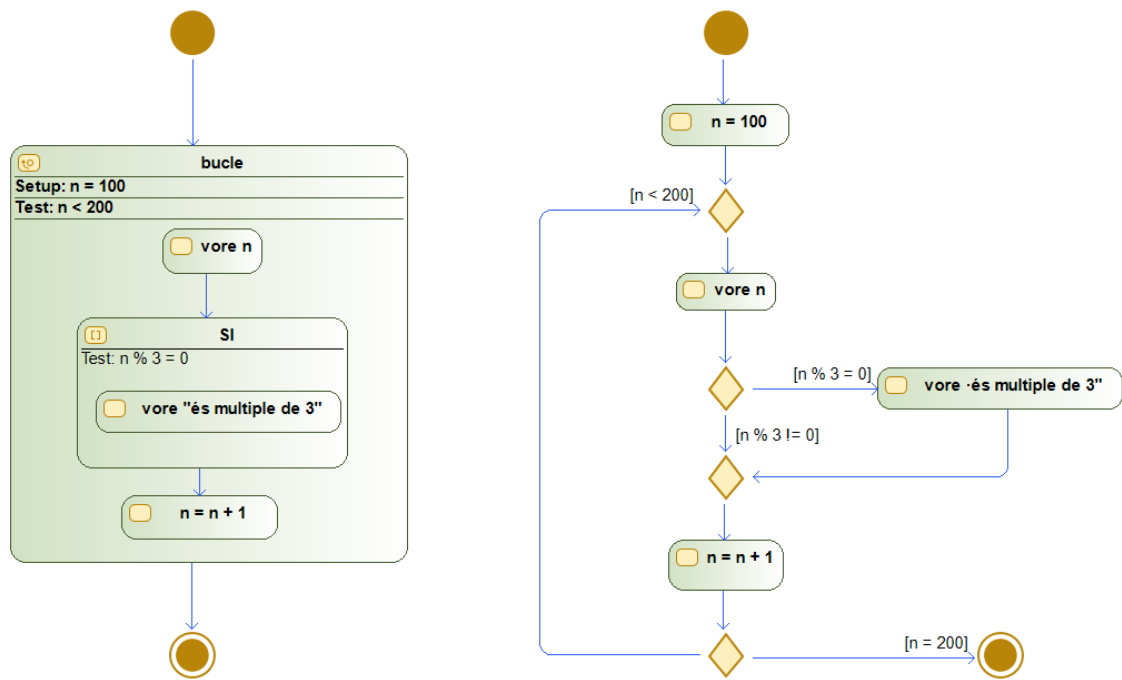 bucle
Setup: n = 100
Test: n < 200
vore n
SI
Test: n % 3 = 0
vore "és multiple de 3"
n = n + 1
n = 100
[n < 200]
vore n
[n % 3 = 0]
vore ·és multiple de 3"
[n % 3 != 0]
n = n + 1
[n = 200]